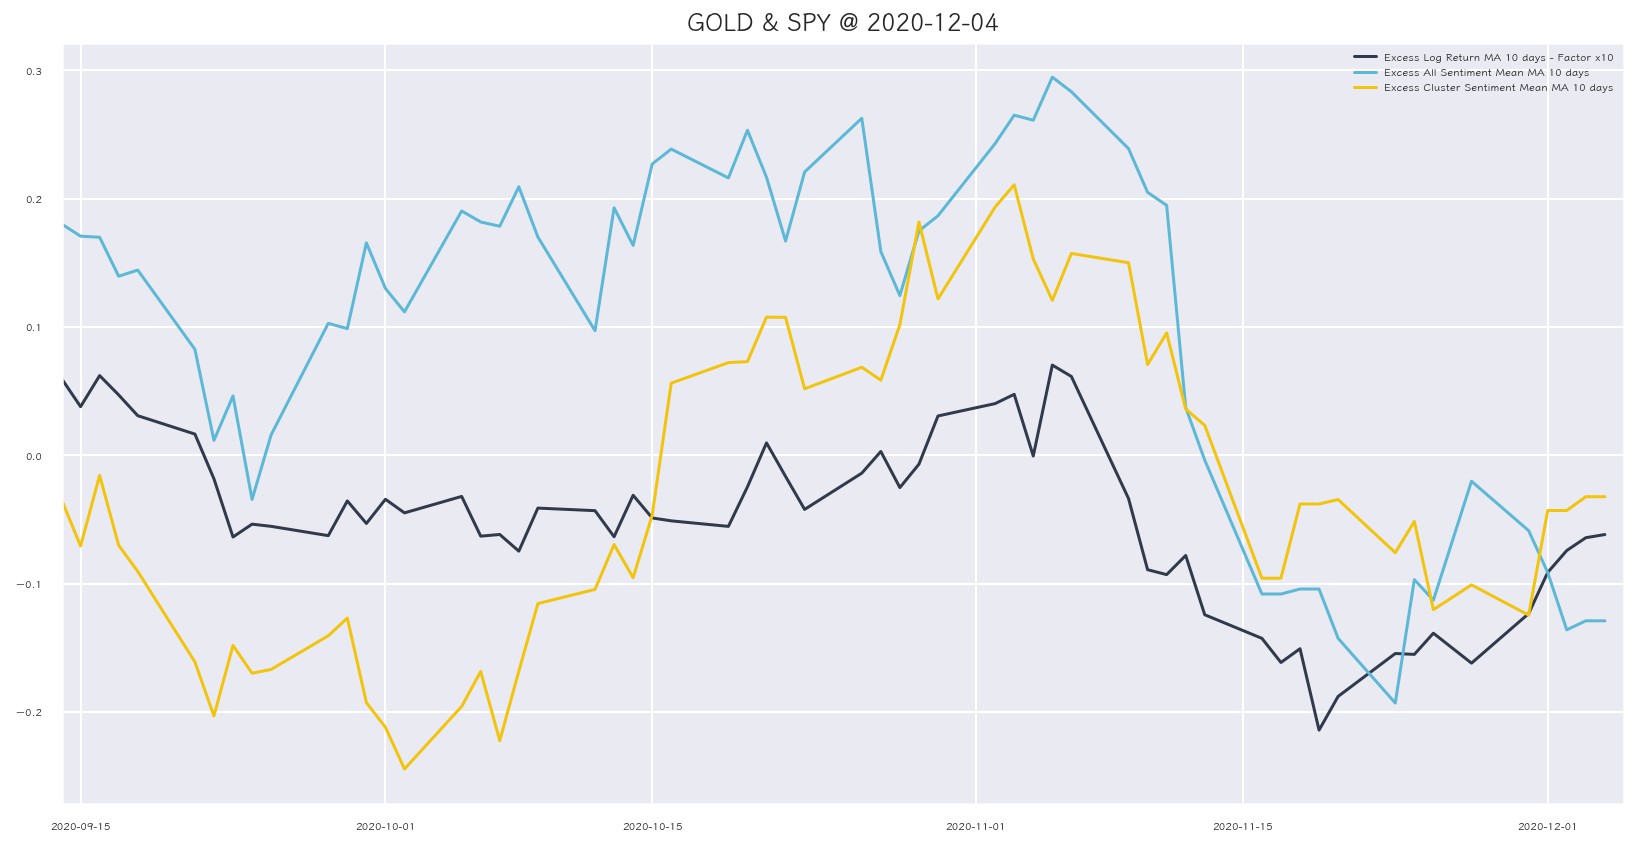 GOLD & SPY @ 2020-12-04
Excess Log Return MA 10 days - Factor x10
Excess All Sentiment Mean MA 10 days
Excess Cluster Sentiment Mean MA 10 days
0.3
0.2
0.1
0.0
−0.1
−0.2
2020-09-15 2020-10-01 2020-10-15 2020-11-01 2020-11-15 2020-12-01